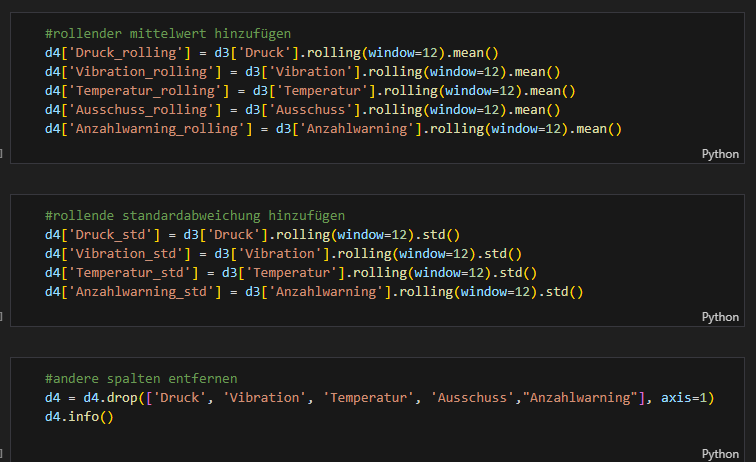 #rollender mittelwert hinzufügen
d4['Druck_rolling'] = d3['Druck'].rolling(window=12).mean()
d4['Vibration_rolling'] = d3['Vibration'].rolling(window=12).mean()
d4['Temperatur_rolling'] = d3['Temperatur'].rolling(window=12).mean()
d4['Ausschuss_rolling'] = d3['Ausschuss'].rolling(window=12).mean()
d4['Anzahlwarning_rolling'] = d3['Anzahlwarning'].rolling(window=12).mean()
]
Python
#rollende standardabweichung hinzufügen
d4['Druck_std'] = d3['Druck'].rolling(window=12).std()
d4['Vibration_std'] = d3['Vibration'].rolling(window=12).std()
d4['Temperatur_std'] = d3['Temperatur'].rolling(window=12).std()
d4['Anzahlwarning_std'] = d3['Anzahlwarning'].rolling(window=12).std()
]
Python
#andere spalten entfernen
d4 = d4.drop(['Druck', 'Vibration', 'Temperatur', 'Ausschuss',"Anzahlwarning"], axis=1)
d4.info()
]
Python